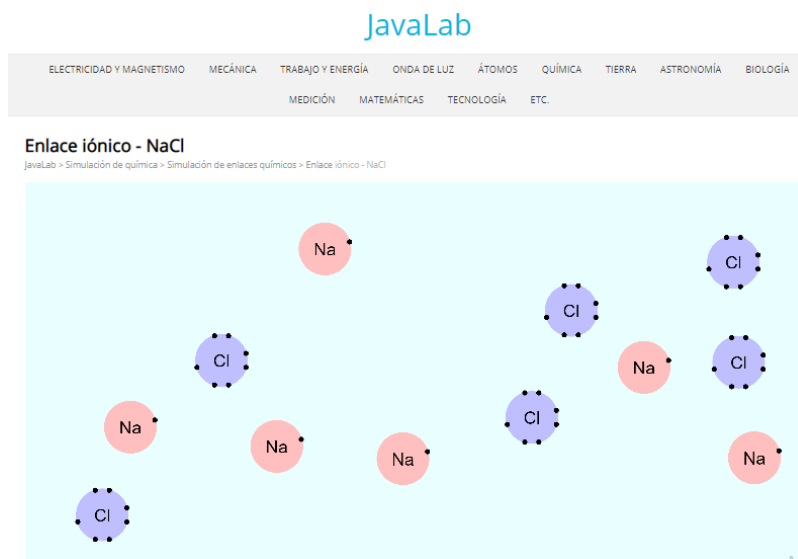 JavaLab
ELECTRICIDAD Y MAGNETISMO MECÁNICA TRABAJO Y ENERGÍA ONDA DE LUZ ÁTOMOS QUÍMICA TIERRA ASTRONOMÍA BIOLOGÍA
MEDICIÓN MATEMÁTICAS TECNOLOGÍA ETC.
Enlace iónico - NaCl
JavaLab > Simulación de química > Simulación de enlaces químicos > Enlace iónico - NaCl
Na
Cl
Cl
Cl
Cl
Na
Na
Cl
Na
Na
Na
Cl